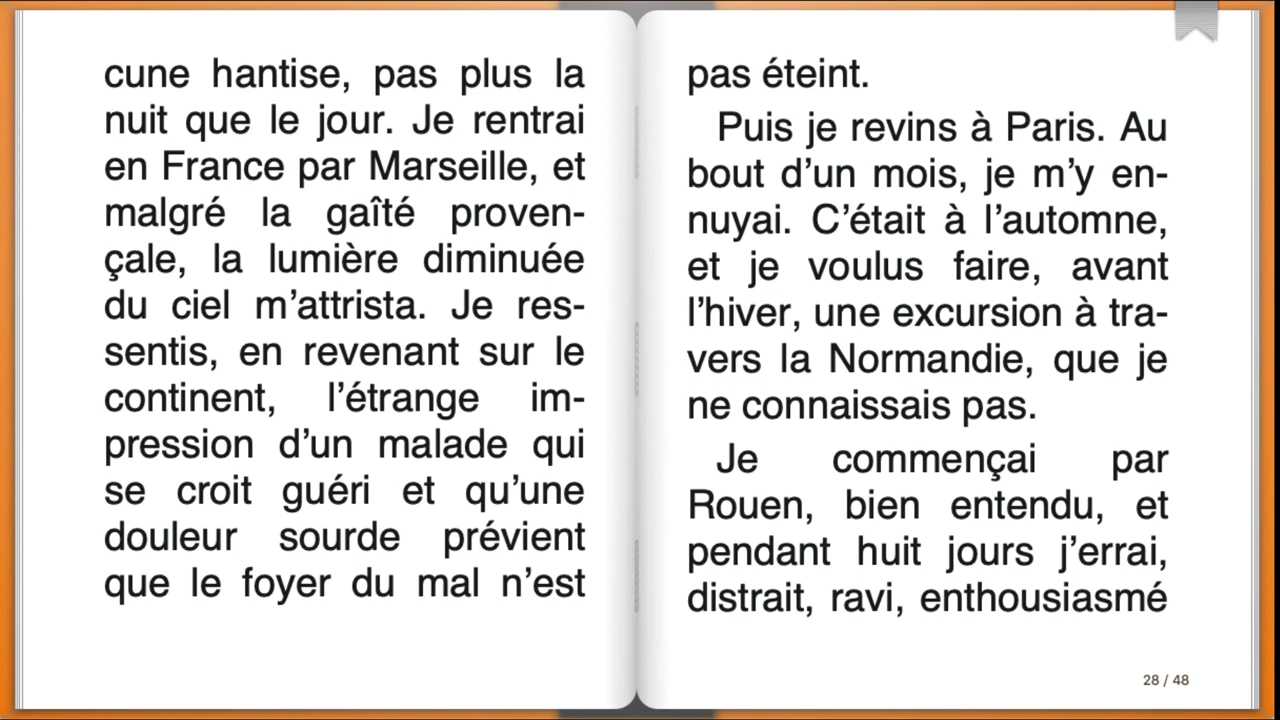 cune hantise, pas plus la
nuit que le jour. Je rentrai
en France par Marseille, et
malgré la gaîté proven-
çale, la lumière diminuée
du ciel m’attrista. Je res-
sentis, en revenant sur le
continent, l’étrange im-
pression d’un malade qui
se croit guéri et qu’une
douleur sourde prévient
que le foyer du mal n’est
pas éteint.
Puis je revins à Paris. Au
bout d’un mois, je m’y en-
nuyai. C’était à l’automne,
et je voulus faire, avant
l’hiver, une excursion à tra-
vers la Normandie, que je
ne connaissais pas.
Je commençai par
Rouen, bien entendu, et
pendant huit jours j’errai,
distrait, ravi, enthousiasmé
28 / 48